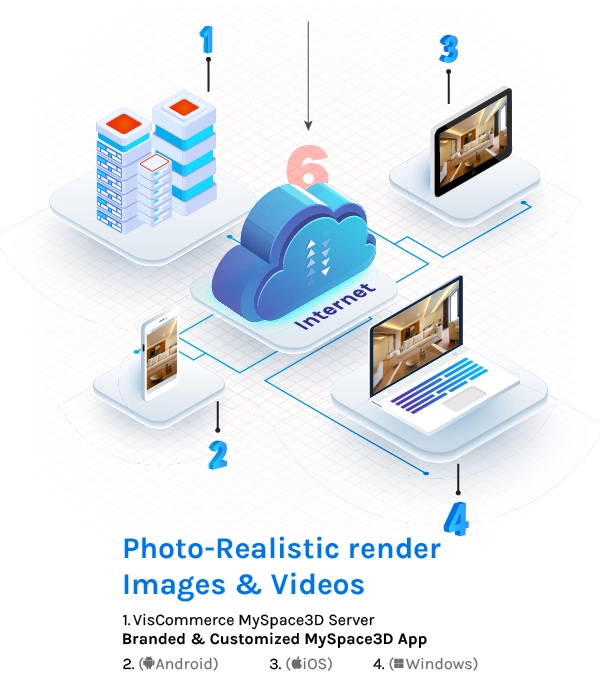 1
3
6
Internet
2
4
Photo-Realistic render
Images & Videos
1. VisCommerce MySpace3D Server
Branded & Customized MySpace3D App
2. (Android) 3. (iOS) 4. (Windows)